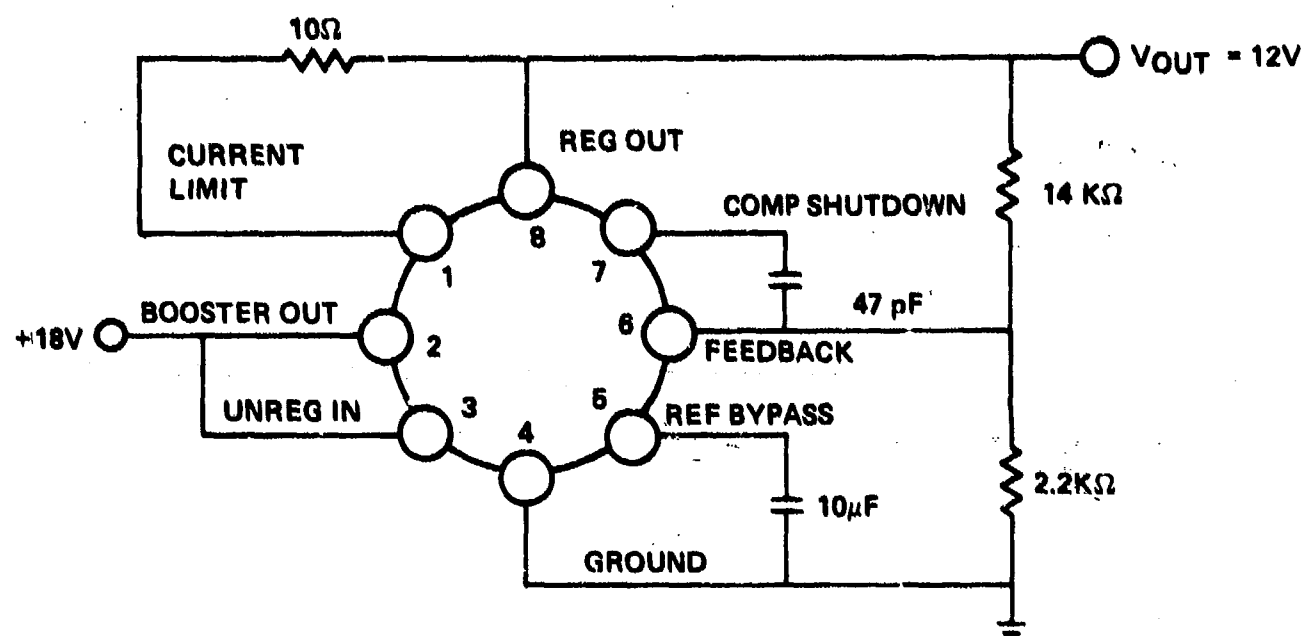 10Ω
VOUT = 12V
CURRENT
LIMIT
REG OUT
COMP SHUTDOWN
14 KΩ
8
7
1
47 pF
BOOSTER OUT
+18V
2
6
FEEDBACK
UNREG IN
3
5
REF BYPASS
4
2.2KΩ
10µF
GROUND